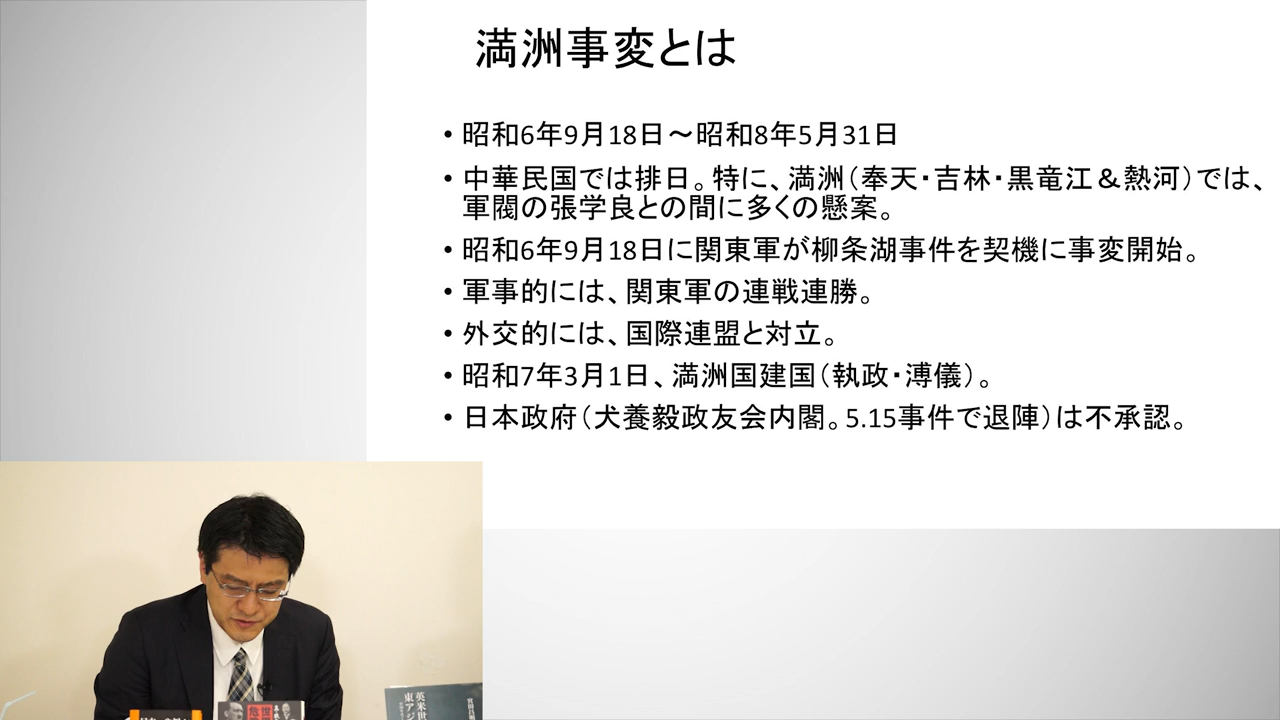 満洲事変とは
• 昭和6年9月18日～昭和8年5月31日
• 中華民国では排日。特に、満洲（奉天・吉林・黒竜江＆熱河）では、
軍閥の張学良との間に多くの懸案。
• 昭和6年9月18日に関東軍が柳条湖事件を契機に事変開始。
• 軍事的には、関東軍の連戦連勝。
• 外交的には、国際連盟と対立。
• 昭和7年3月1日、満洲国建国（執政・溥儀）。
• 日本政府（犬養毅政友会内閣。5.15事件で退陣）は不承認。
世
危
英米世
東アジ